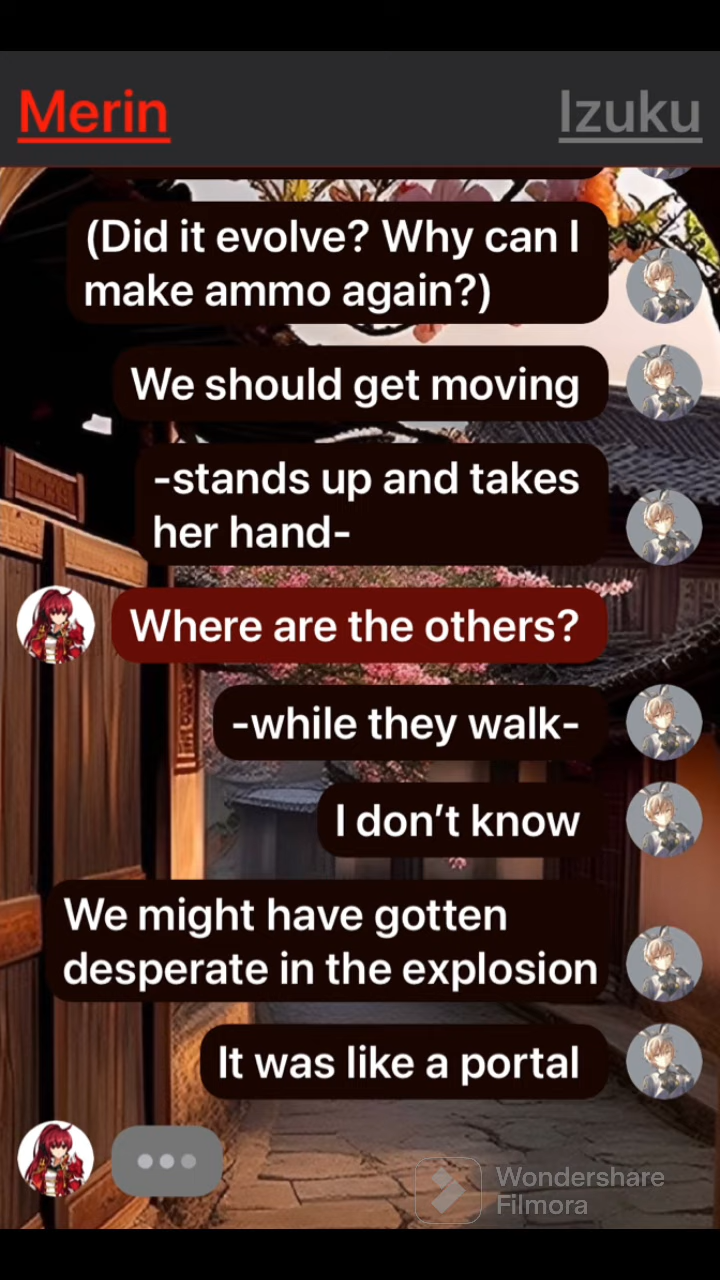 Merin
Izuku
(Did it evolve? Why can I
make ammo again?)
We should get moving
-stands up and takes
her hand-
Where are the others?
-while they walk-
I don’t know
We might have gotten
desperate in the explosion
It was like a portal
Wondershare
Filmora